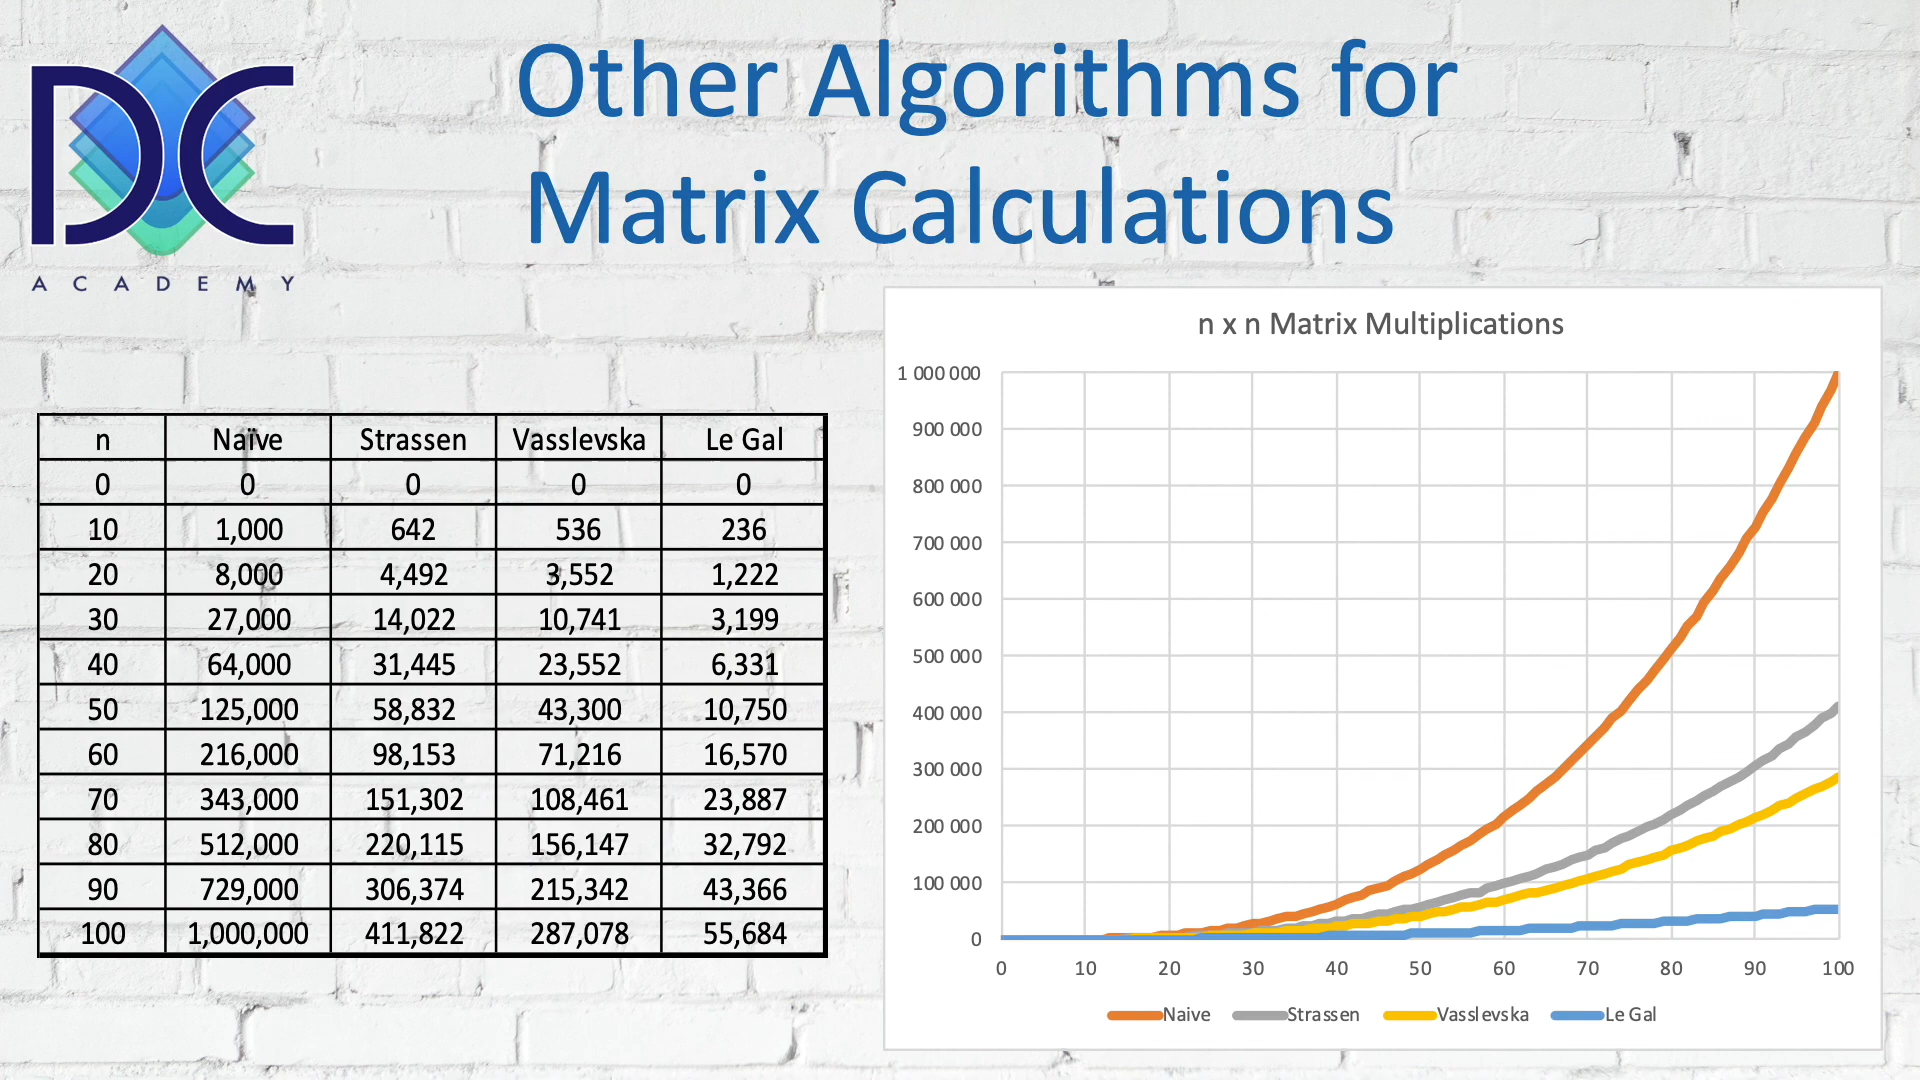 DC
ACADEMY
Other Algorithms for
Matrix Calculations
n Naïve Strassen Vasslevska Le Gal
0 0 0 0 0
10 1,000 642 536 236
20 8,000 4,492 3,552 1,222
30 27,000 14,022 10,741 3,199
40 64,000 31,445 23,552 6,331
50 125,000 58,832 43,300 10,750
60 216,000 98,153 71,216 16,570
70 343,000 151,302 108,461 23,887
80 512,000 220,115 156,147 32,792
90 729,000 306,374 215,342 43,366
100 1,000,000 411,822 287,078 55,684
n x n Matrix Multiplications
1 000 000
900 000
800 000
700 000
600 000
500 000
400 000
300 000
200 000
100 000
0
0 10 20 30 40 50 60 70 80 90 100
Naive Strassen Vasslevska Le Gal